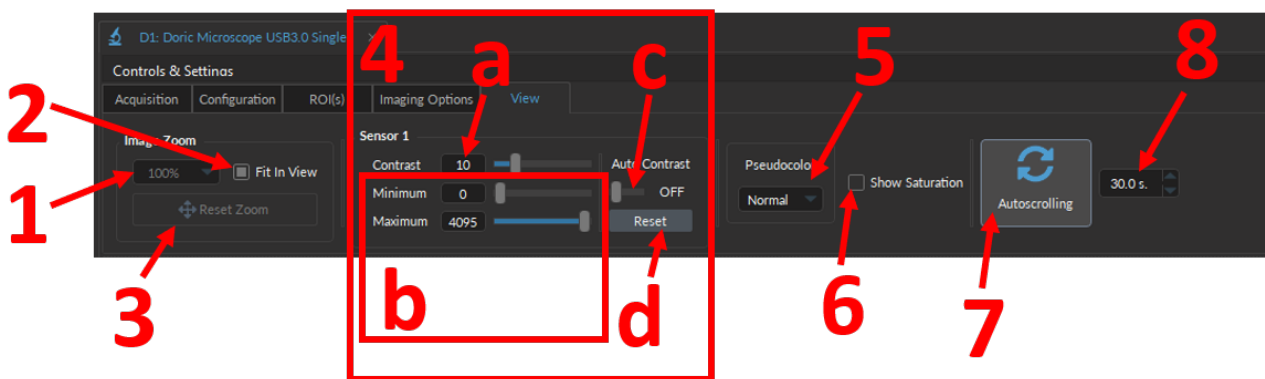 D1: Doric Microscope USB3.0 Single ×
4
a
c
5
8
Controls & Settings
Acquisition Configuration ROI(s) Imaging Options View
2
Image Zoom
Sensor 1
100% Fit In View
Contrast 10
Auto Contrast
Pseudocolor
1
Minimum 0
OFF
Normal
Show Saturation
30.0 s.
Reset Zoom
Maximum 4095
Reset
Autoscrolling
3
b
d
6
7